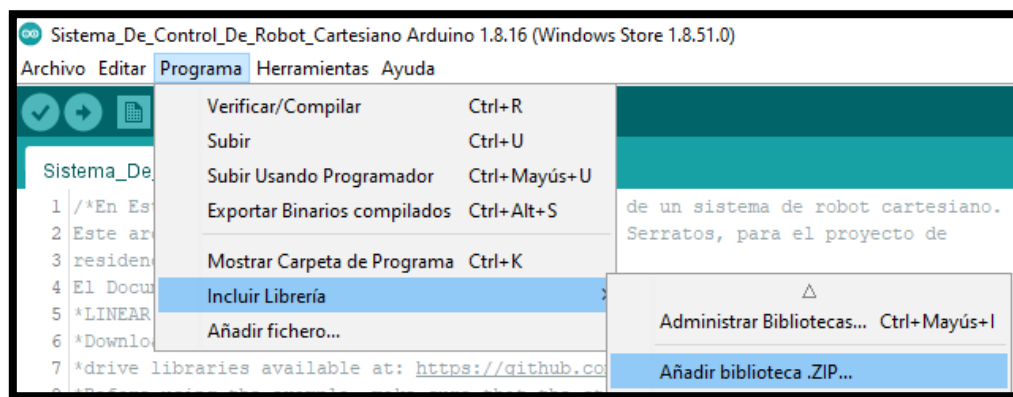 Sistema_De_Control_De_Robot_Cartesiano Arduino 1.8.16 (Windows Store 1.8.51.0)
Archivo Editar Programa Herramientas Ayuda
Verificar/Compilar Ctrl+R
Subir Ctrl+U
Sistema_De_
Subir Usando Programador Ctrl+Mayús+U
1 /*En Es
Exportar Binarios compilados Ctrl+Alt+S
de un sistema de robot cartesiano.
2 Este ar
Serratos, para el proyecto de
3 residen
Mostrar Carpeta de Programa Ctrl+K
4 El Docu
Incluir Librería
5 *LINEAR
Administrar Bibliotecas... Ctrl+Mayús+I
Añadir fichero...
6 *Downlo
7 *drive libraries available at: https://github.co
Añadir biblioteca .ZIP...